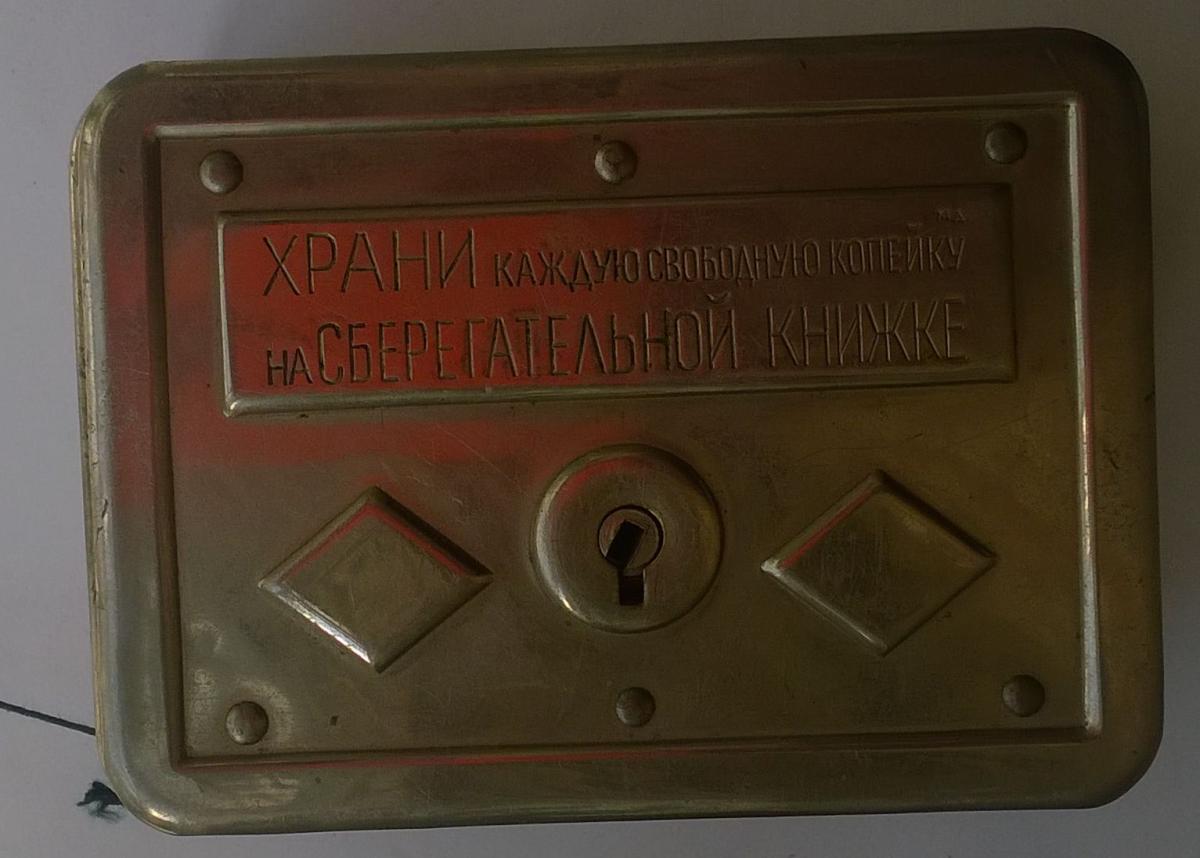 ХРАНИ КАЖДУЮ СВОБОДНУЮ КОПЕЙКУ
НА СБЕРЕГАТЕЛЬНОЙ КНИЖКЕ